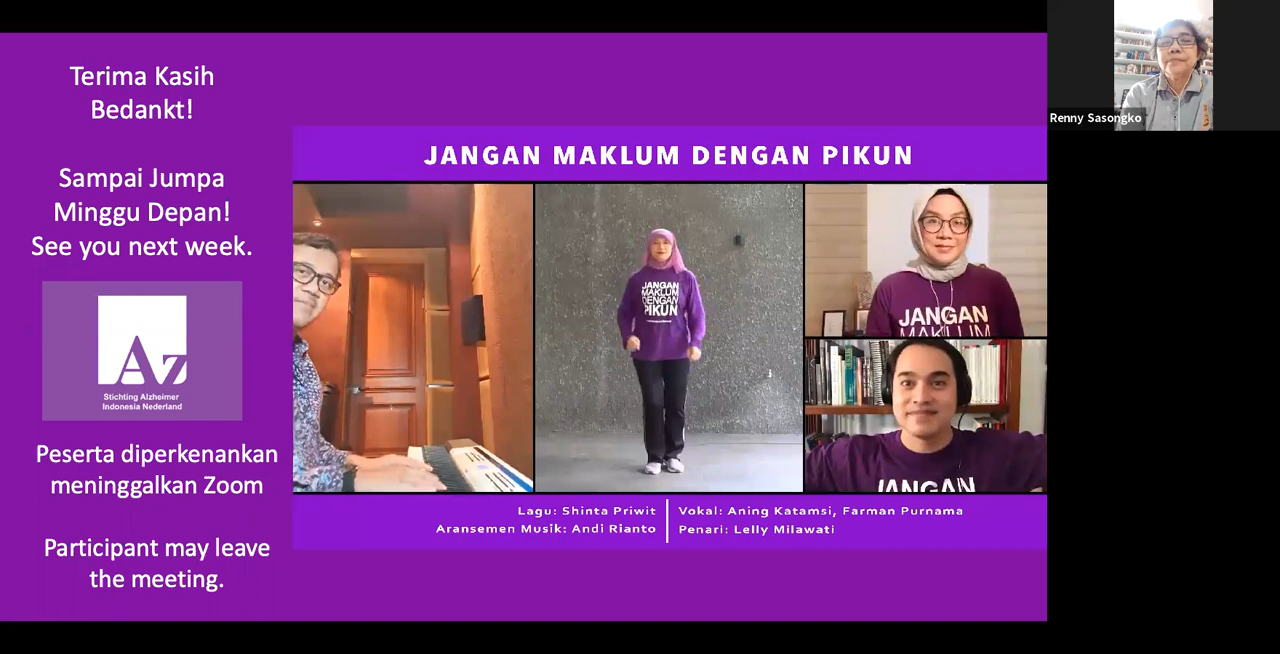 Terima Kasih
Bedankt!
Sampai Jumpa
Minggu Depan!
See you next week.
Az
Stichting Alzheimer
Indonesia Nederland
Peserta diperkenankan
meninggalkan Zoom
Participant may leave
the meeting.
JANGAN MAKLUM DENGAN PIKUN
JANGAN
MAKLUM
DENGAN
PIKUN
JANGAN
MAKLUM
JANGAN
Lagu: Shinta Priwit
Aransemen Musik: Andi Rianto
Vokal: Aning Katamsi, Farman Purnama
Penari: Lelly Milawati
Renny Sasongko